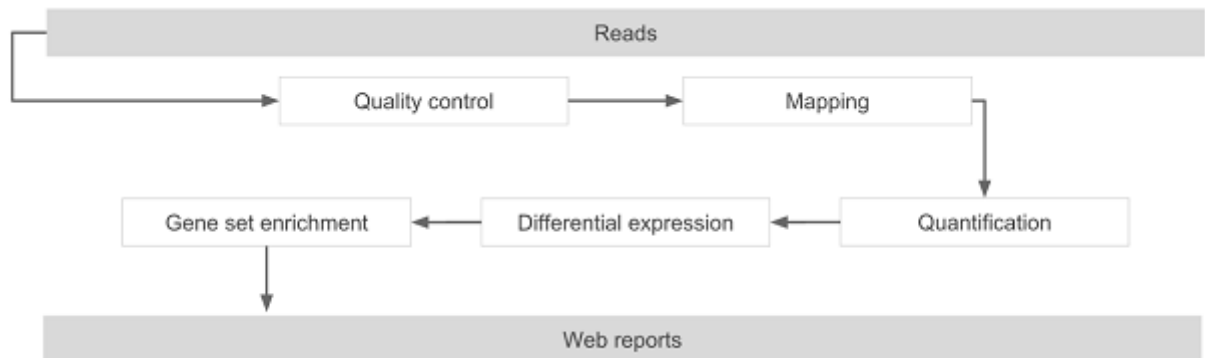 Reads
Quality control
Mapping
Quantification
Differential expression
Gene set enrichment
Web reports